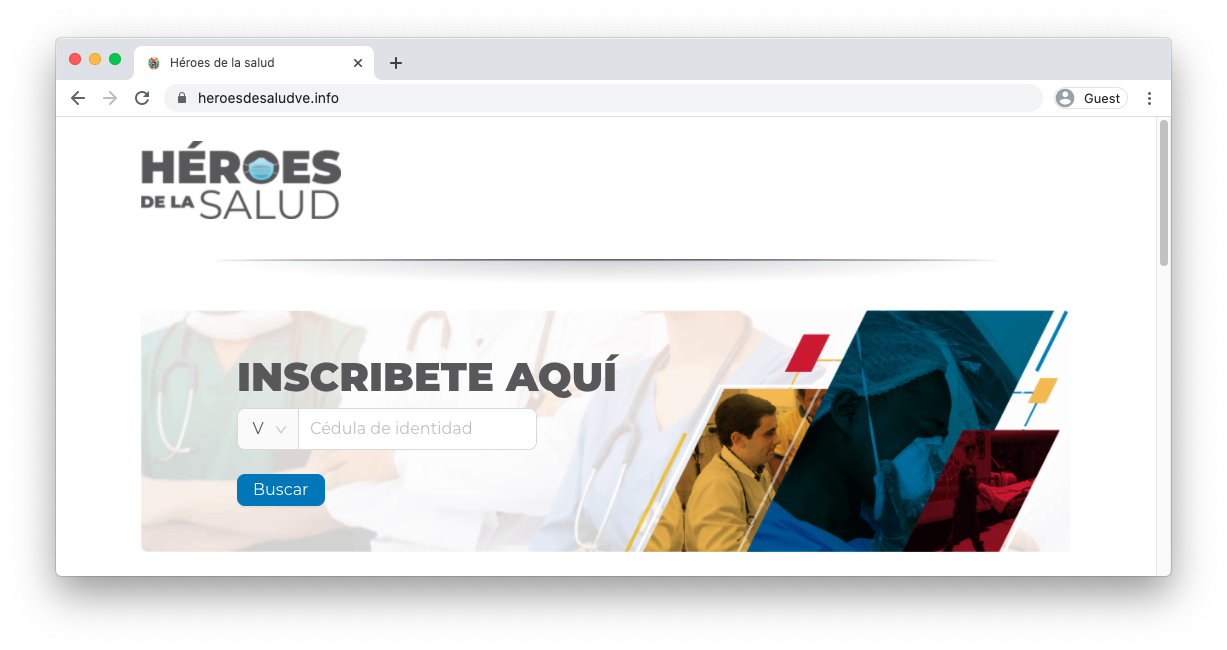 Héroes de la salud
heroesdesaludve.info
Guest
HÉROES
DE LA SALUD
INSCRIBETE AQUÍ
V
Cédula de identidad
Buscar